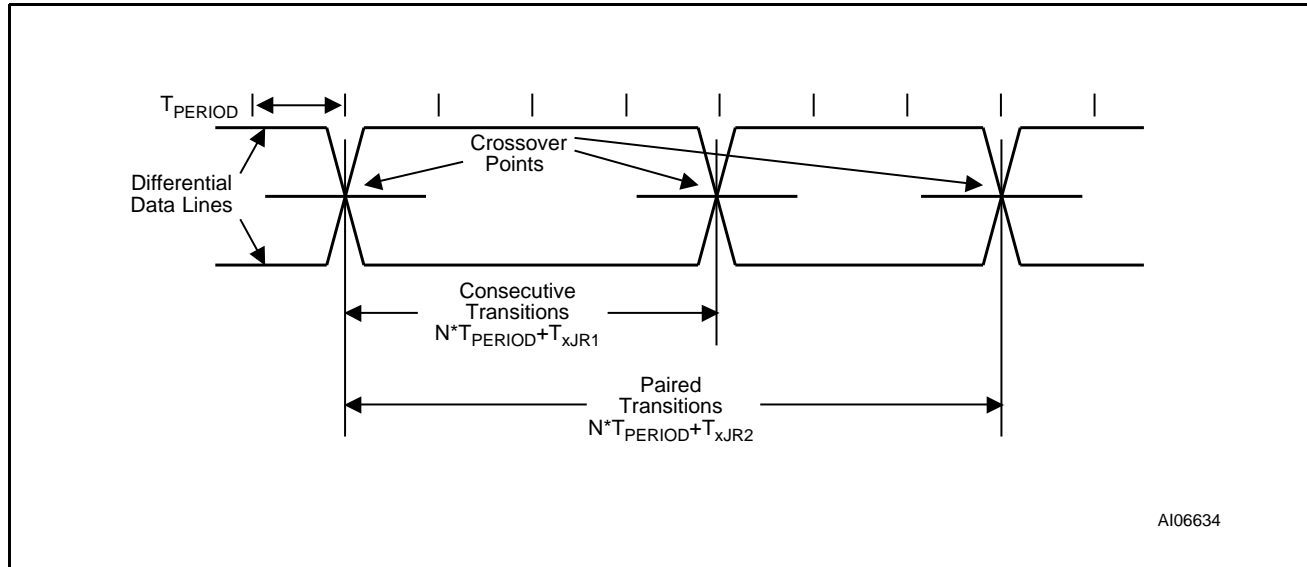 TPERIOD
Crossover
Points
Differential
Data Lines
Consecutive
Transitions
N*TPERIOD+TxJR1
Paired
Transitions
N*TPERIOD+TxJR2
AI06634